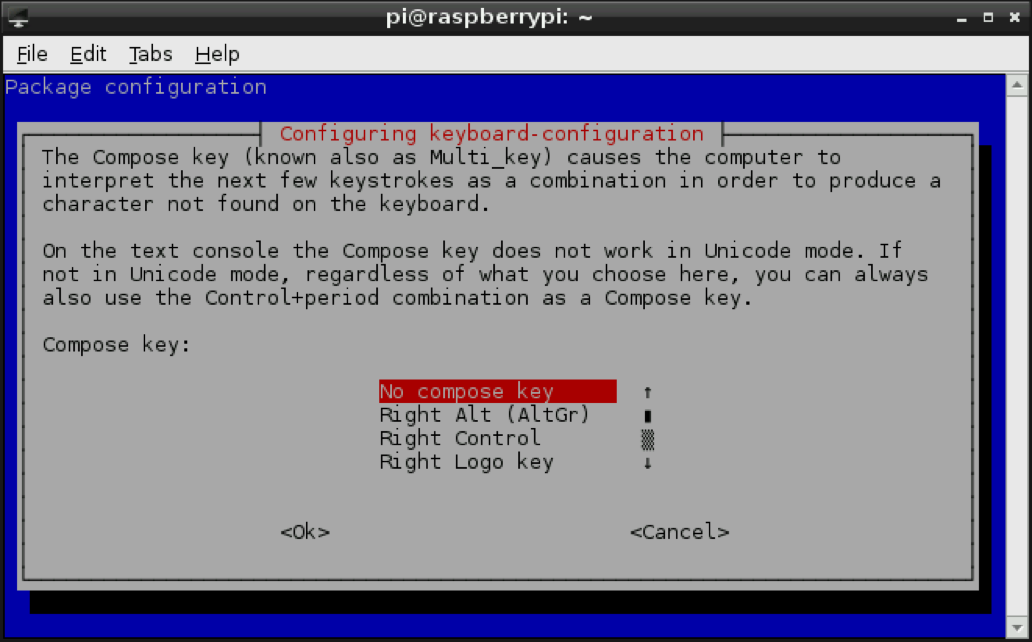 pi@raspberrypi: ~
File Edit Tabs Help
Package configuration
Configuring keyboard-configuration
The Compose key (known also as Multi_key) causes the computer to
interpret the next few keystrokes as a combination in order to produce a
character not found on the keyboard.
On the text console the Compose key does not work in Unicode mode. If
not in Unicode mode, regardless of what you choose here, you can always
also use the Control+period combination as a Compose key.
Compose key:
No compose key
Right Alt (AltGr)
Right Control
Right Logo key
<Ok> <Cancel>